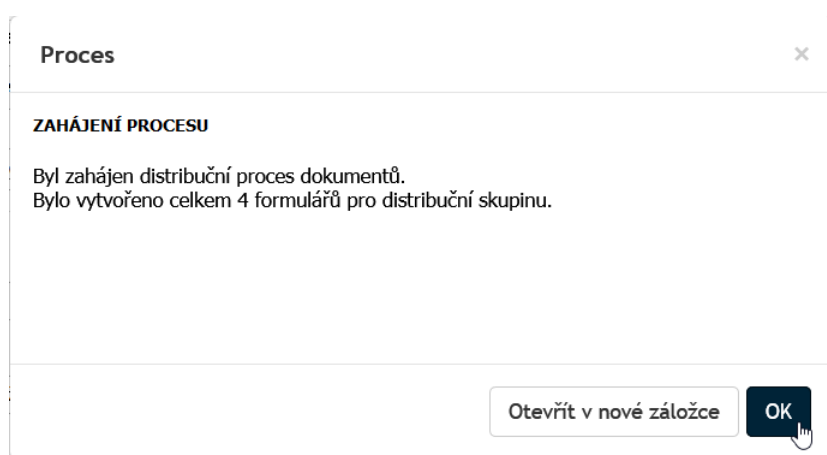 Proces
×
ZAHÁJENÍ PROCESU
Byl zahájen distribuční proces dokumentů.
Bylo vytvořeno celkem 4 formulářů pro distribuční skupinu.
Otevřít v nové záložce
OK